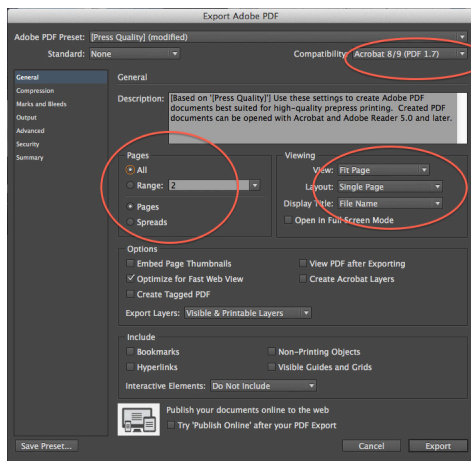 Export Adobe PDF
Adobe PDF Preset: [Press Quality] (modified)
Standard: None Compatibility: Acrobat 8/9 (PDF 1.7)
General
Compression
Marks and Bleeds
Output
Advanced
Security
Summary
General
Description: [Based on '[Press Quality]'] Use these settings to create Adobe PDF
documents best suited for high-quality prepress printing. Created PDF
documents can be opened with Acrobat and Adobe Reader 5.0 and later.
Pages
All
Range: 2
Pages
Spreads
Viewing
View: Fit Page
Layout: Single Page
Display Title: File Name
Open in Full Screen Mode
Options
Embed Page Thumbnails View PDF after Exporting
Optimize for Fast Web View Create Acrobat Layers
Create Tagged PDF
Export Layers: Visible & Printable Layers
Include
Bookmarks Non-Printing Objects
Hyperlinks Visible Guides and Grids
Interactive Elements: Do Not Include
Publish your documents online to the web
Try 'Publish Online' after your PDF Export
Save Preset... Cancel Export